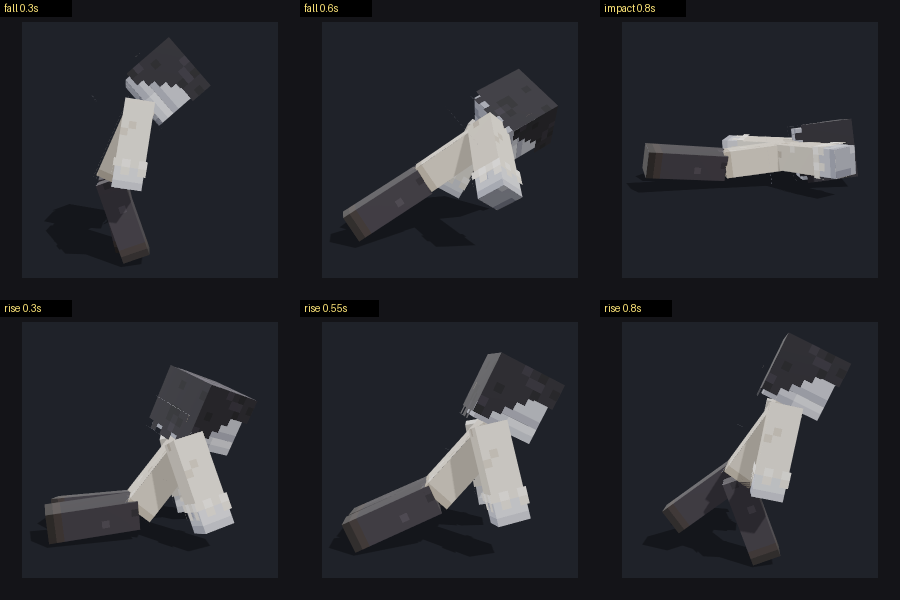 fall 0.3s
fall 0.6s
impact 0.8s
rise 0.3s
rise 0.55s
rise 0.8s